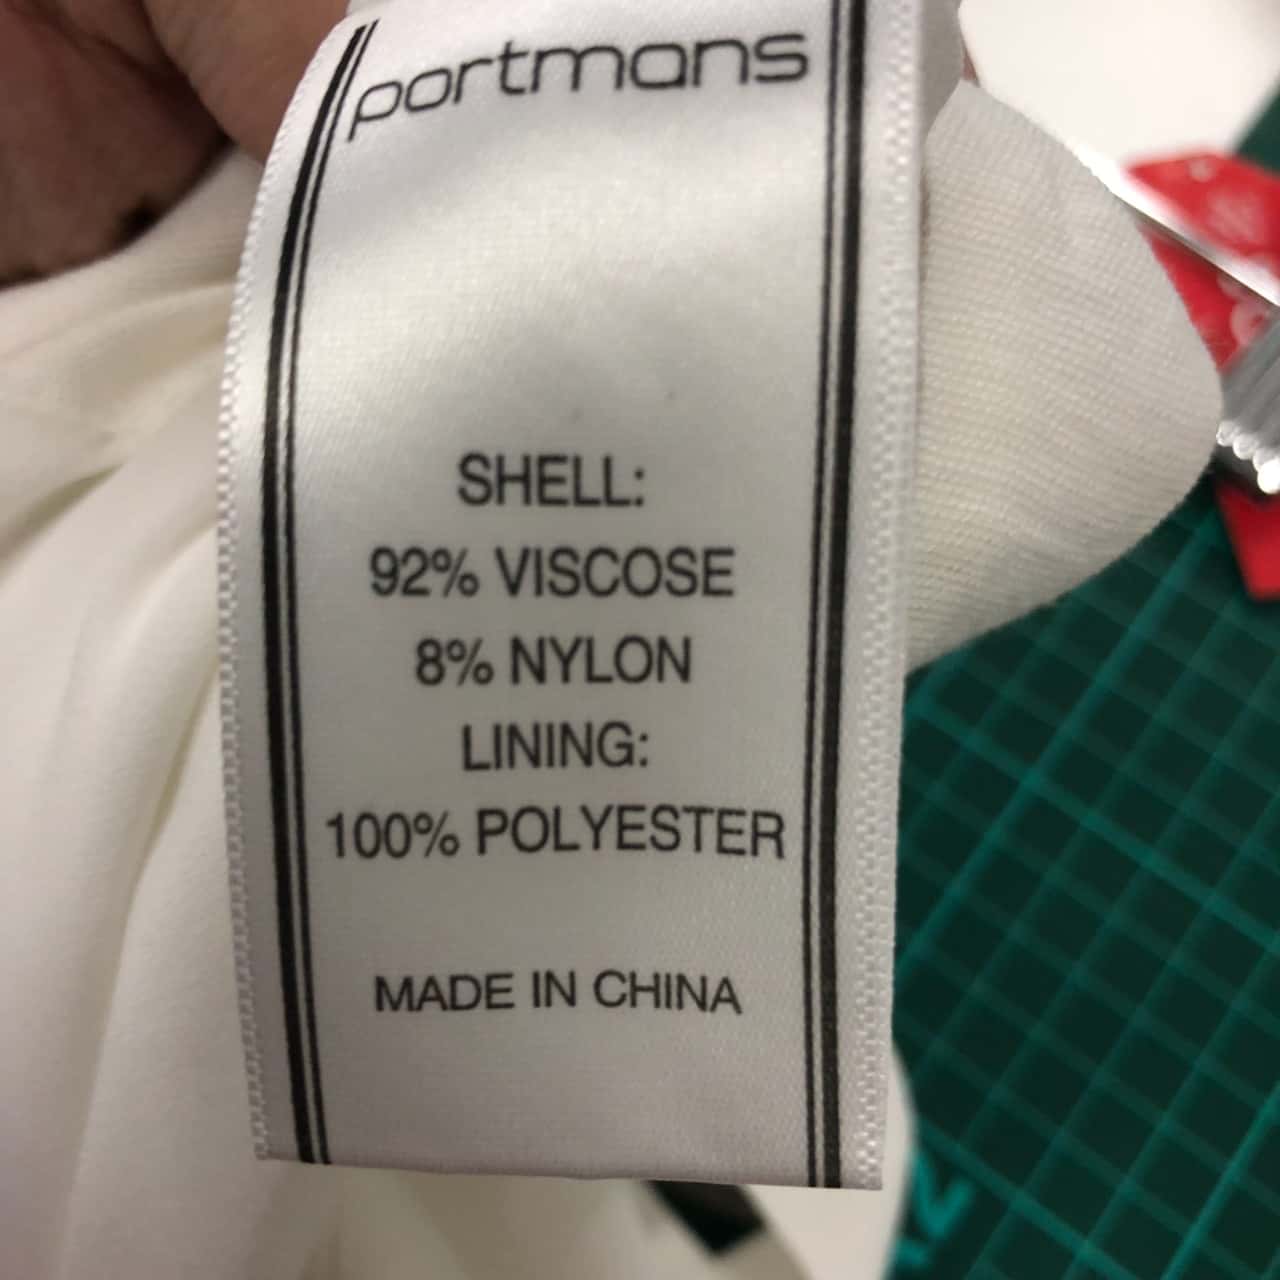 portmans
SHELL:
92% VISCOSE
8% NYLON
LINING:
100% POLYESTER
MADE IN CHINA